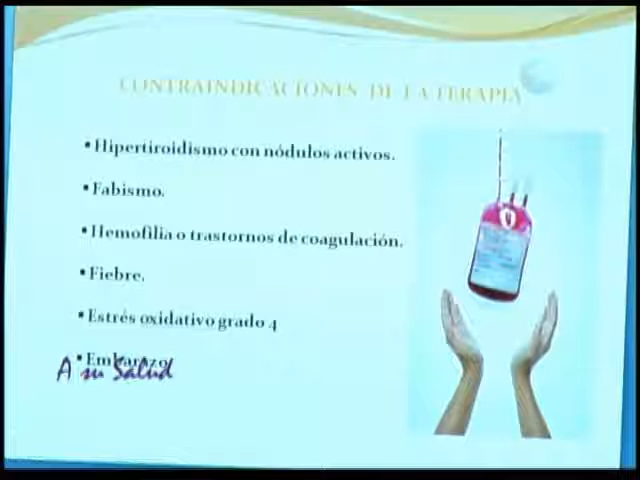 CONTRAINDICACIONES DE LA TERAPIA
•Hipertiroidismo con nódulos activos.
•Fabismo.
•Hemofilia o trastornos de coagulación.
•Fiebre.
•Estrés oxidativo grado 4
•Embarazo
A su Salud
0